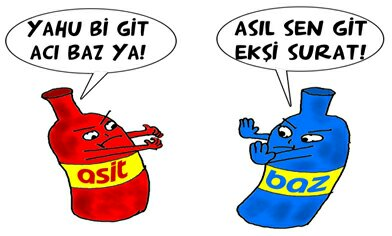 YAHU Bİ GİT
ACI BAZ YA!
ASIL SEN GİT
EKŞİ SURAT!
asit
baz